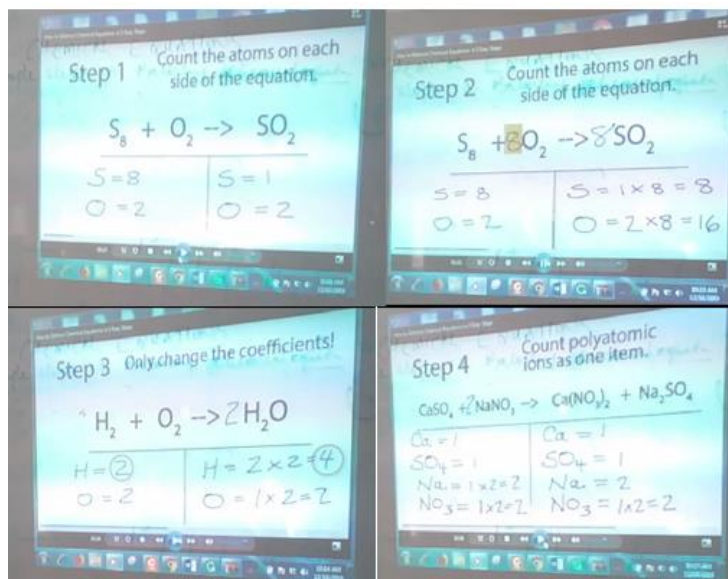 Step 1
Count the atoms on each
side of the equation.
S₈ + O₂ --> SO₂
S = 8
S = 1
O = 2
O = 2
Step 2
Count the atoms on each
side of the equation.
S₈ + 8O₂ --> 8SO₂
S = 8
S = 1 × 8 = 8
O = 2
O = 2 × 8 = 16
Step 3
Only change the coefficients!
H₂ + O₂ --> 2H₂O
H = 2
H = 2 × 2 = 4
O = 2
O = 1 × 2 = 2
Step 4
Count polyatomic
ions as one item.
CaSO₄ + 2NaNO₃ --> Ca(NO₃)₂ + Na₂SO₄
Ca = 1
Ca = 1
SO₄ = 1
SO₄ = 1
Na = 1×2=2
Na = 2
NO₃ = 1×2=2
NO₃ = 1×2=2